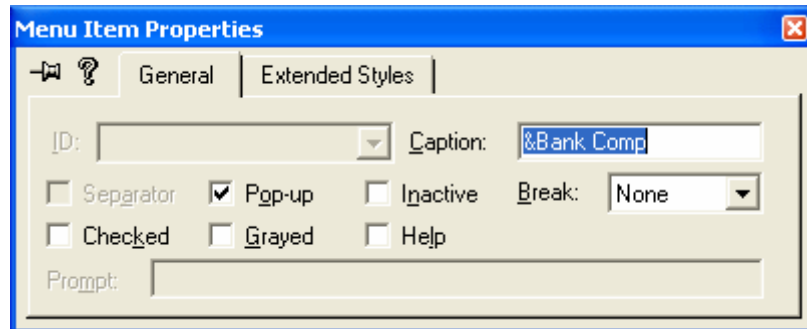 Menu Item Properties
? General Extended Styles
ID: Caption: &Bank Comp
Separator Pop-up Inactive Break: None
Checked Grayed Help
Prompt: